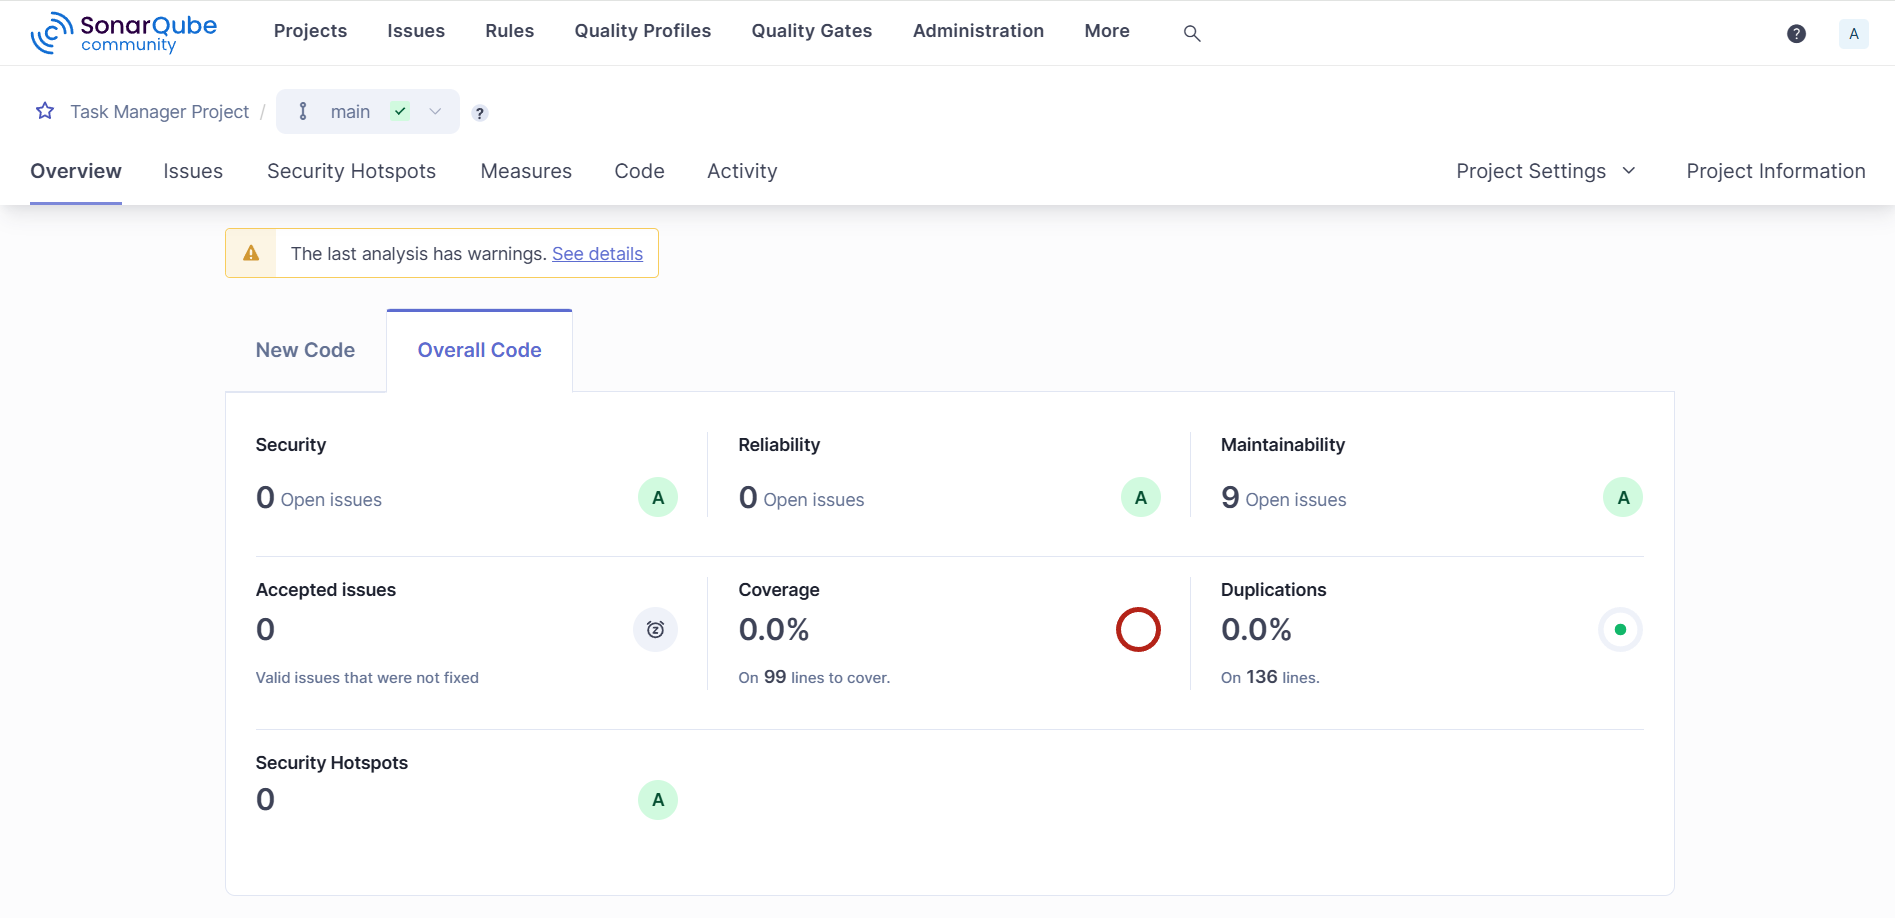 SonarQube
community
Projects Issues Rules Quality Profiles Quality Gates Administration More ? A
Task Manager Project / main ?
Overview Issues Security Hotspots Measures Code Activity Project Settings Project Information
The last analysis has warnings. See details
New Code Overall Code
Security Reliability Maintainability
0 Open issues A 0 Open issues A 9 Open issues A
Accepted issues Coverage Duplications
0 0.0% 0.0%
Valid issues that were not fixed On 99 lines to cover. On 136 lines.
Security Hotspots
0 A